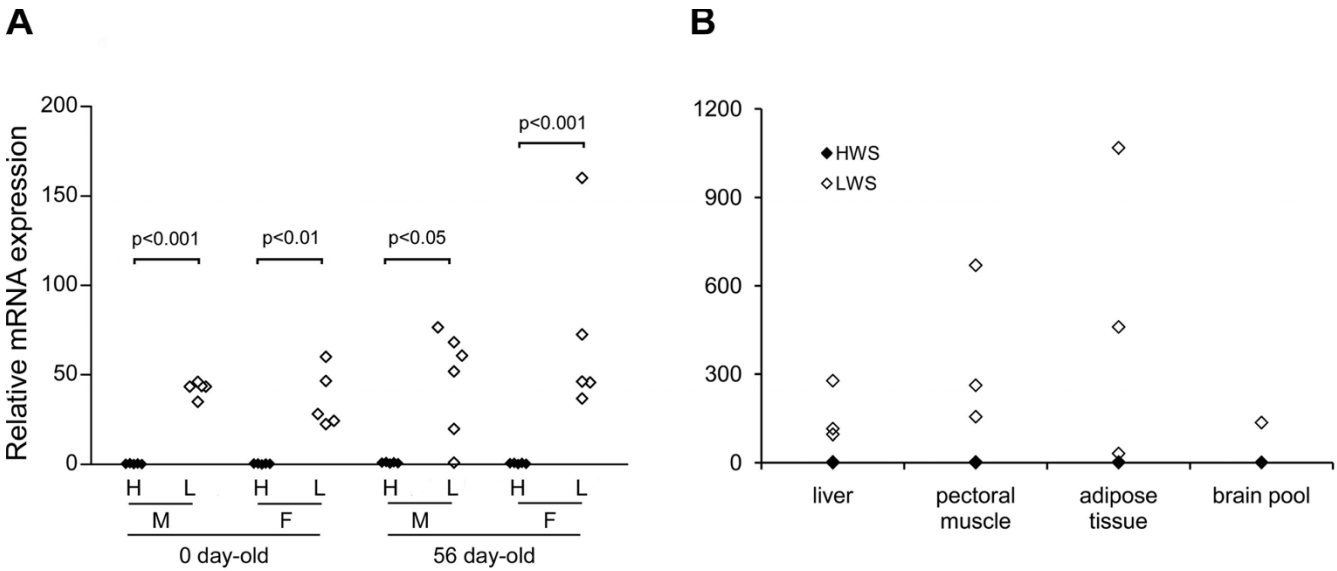 A
Relative mRNA expression
200
150
100
50
0
p<0.001
p<0.01
p<0.05
p<0.001
H L H L H L H L
M F M F
0 day-old 56 day-old
B
1200
900
600
300
0
HWS
LWS
liver
pectoral
muscle
adipose
tissue
brain pool